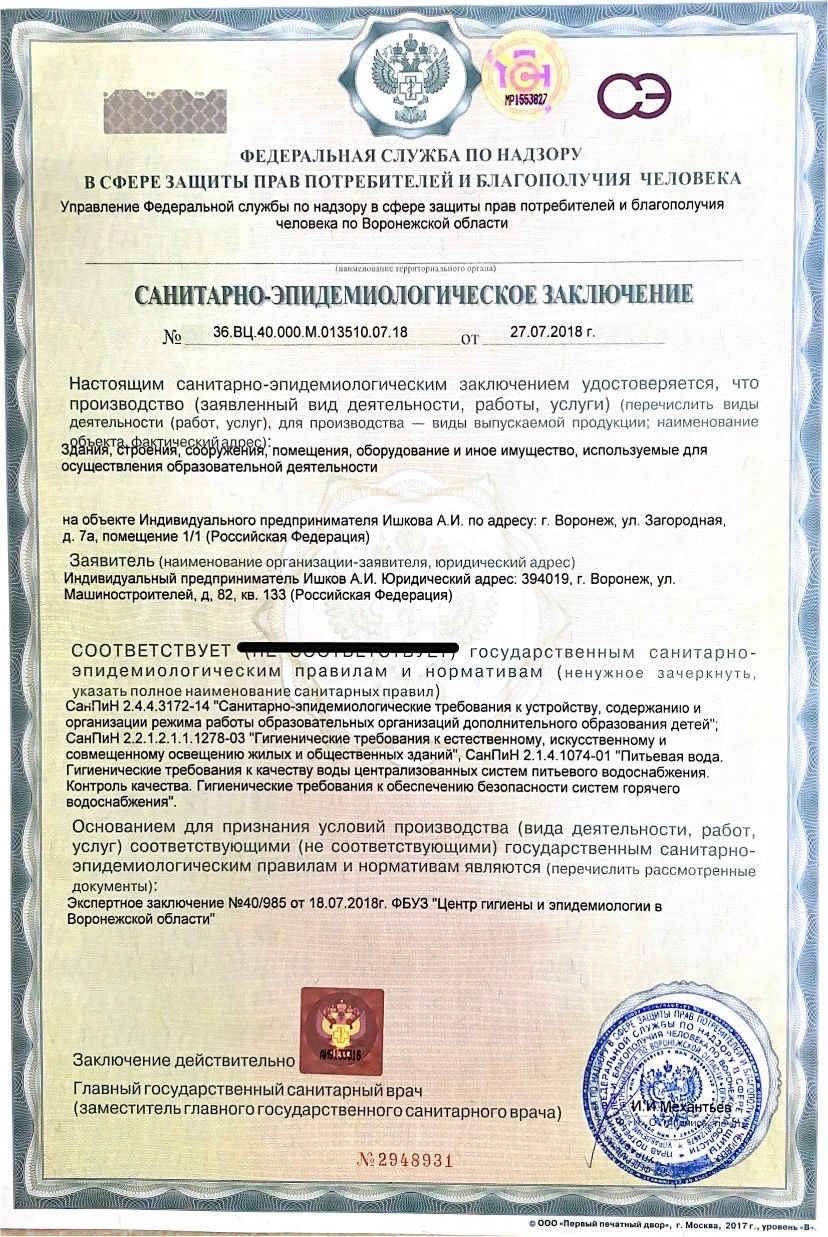 МР1553827
СЭ
ФЕДЕРАЛЬНАЯ СЛУЖБА ПО НАДЗОРУ
В СФЕРЕ ЗАЩИТЫ ПРАВ ПОТРЕБИТЕЛЕЙ И БЛАГОПОЛУЧИЯ ЧЕЛОВЕКА
Управление Федеральной службы по надзору в сфере защиты прав потребителей и благополучия
человека по Воронежской области
(наименование территориального органа)
САНИТАРНО-ЭПИДЕМИОЛОГИЧЕСКОЕ ЗАКЛЮЧЕНИЕ
№ 36.ВЦ.40.000.М.013510.07.18 от 27.07.2018 г.
Настоящим санитарно-эпидемиологическим заключением удостоверяется, что
производство (заявленный вид деятельности, работы, услуги) (перечислить виды
деятельности (работ, услуг), для производства — виды выпускаемой продукции; наименование
объекта, фактический адрес):
Здания, строения, сооружения, помещения, оборудование и иное имущество, используемые для
осуществления образовательной деятельности
на объекте Индивидуального предпринимателя Ишкова А.И. по адресу: г. Воронеж, ул. Загородная,
д. 7а, помещение 1/1 (Российская Федерация)
Заявитель (наименование организации-заявителя, юридический адрес)
Индивидуальный предприниматель Ишков А.И. Юридический адрес: 394019, г. Воронеж, ул.
Машиностроителей, д, 82, кв. 133 (Российская Федерация)
СООТВЕТСТВУЕТ (НЕ СООТВЕТСТВУЕТ) государственным санитарно-
эпидемиологическим правилам и нормативам (ненужное зачеркнуть,
указать полное наименование санитарных правил)
СанПиН 2.4.4.3172-14 "Санитарно-эпидемиологические требования к устройству, содержанию и
организации режима работы образовательных организаций дополнительного образования детей";
СанПиН 2.2.1.2.1.1.1278-03 "Гигиенические требования к естественному, искусственному и
совмещенному освещению жилых и общественных зданий", СанПиН 2.1.4.1074-01 "Питьевая вода.
Гигиенические требования к качеству воды централизованных систем питьевого водоснабжения.
Контроль качества. Гигиенические требования к обеспечению безопасности систем горячего
водоснабжения".
Основанием для признания условий производства (вида деятельности, работ,
услуг) соответствующими (не соответствующими) государственным санитарно-
эпидемиологическим правилам и нормативам являются (перечислить рассмотренные
документы):
Экспертное заключение №40/985 от 18.07.2018г. ФБУЗ "Центр гигиены и эпидемиологии в
Воронежской области"
Заключение действительно
Главный государственный санитарный врач
(заместитель главного государственного санитарного врача)
И.И Механтьев
№2948931
© ООО «Первый печатный двор», г. Москва, 2017 г., уровень «В».